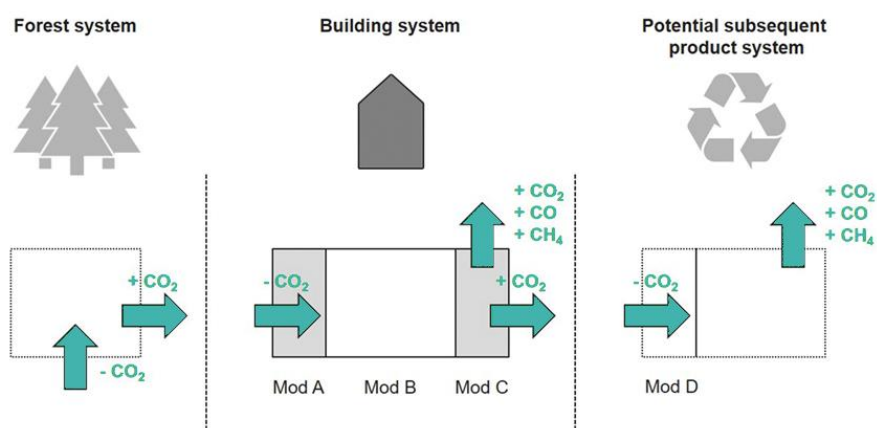 Forest system
Building system
Potential subsequent
product system
+ CO₂
- CO₂
+ CO₂
+ CO
+ CH₄
- CO₂
+ CO₂
Mod A
Mod B
Mod C
+ CO₂
+ CO
+ CH₄
- CO₂
Mod D